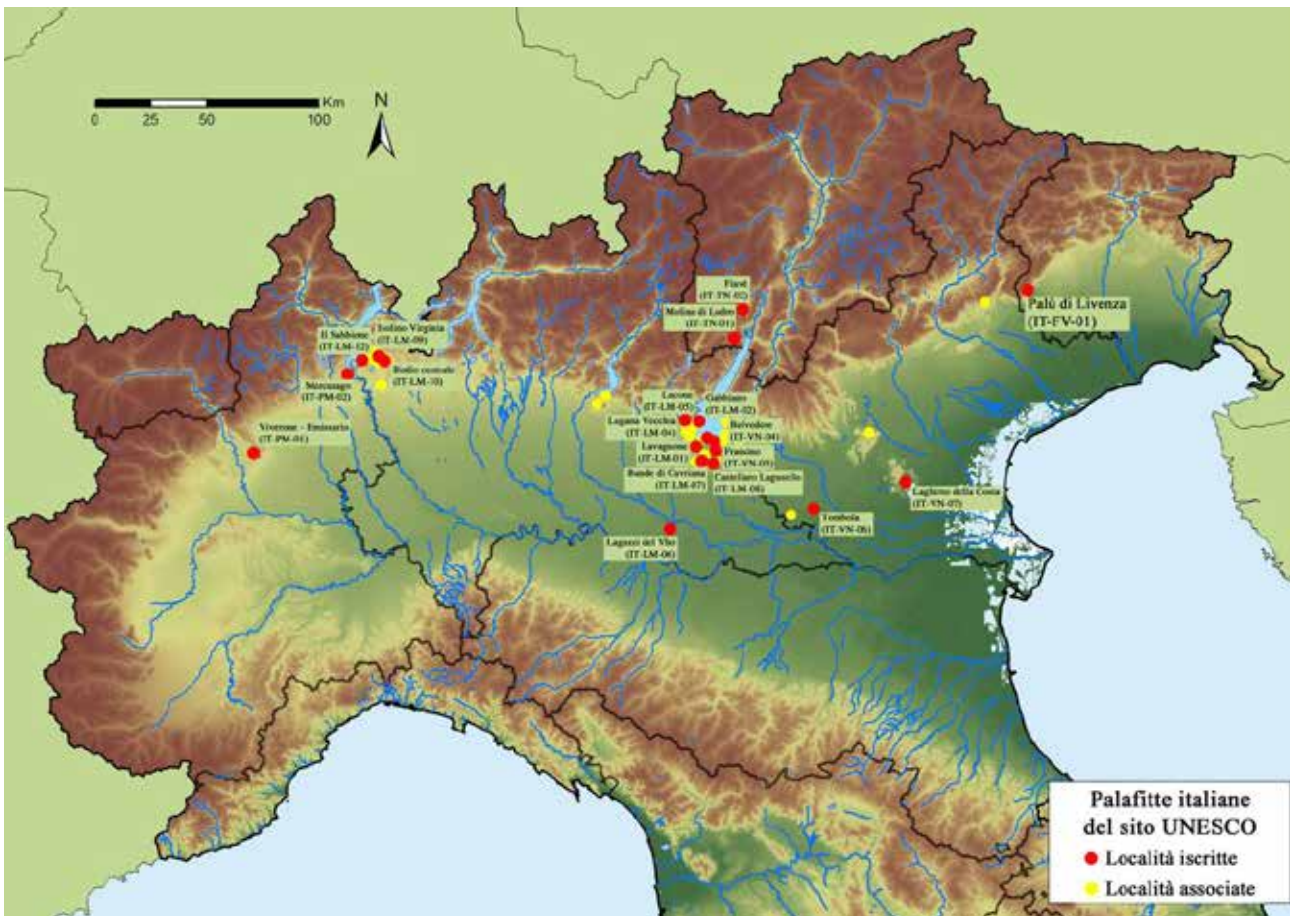 Km
N
0 25 50 100
Fiavé
(IT-TN-02)
Molina di Ledro
(IT-TN-01)
Palù di Livenza
(IT-FV-01)
Isolino Virginia
(IT-LM-09)
Il Sabbione
(IT-LM-12)
Bodio centrale
(IT-LM-10)
Mercurago
(IT-PM-02)
Viverone - Emissario
(IT-PM-01)
Lucone
(IT-LM-05)
Gabbiano
(IT-LM-02)
Lugana Vecchia
(IT-LM-04)
Belvedere
(IT-VN-04)
Lavagnone
(IT-LM-01)
Frassino
(IT-VN-05)
Bande di Cavriana
(IT-LM-07)
Castellaro Lagusello
(IT-LM-08)
Laghetto della Costa
(IT-VN-07)
Tombola
(IT-VN-06)
Lagazzi del Vho
(IT-LM-06)
Palafitte italiane
del sito UNESCO
Località iscritte
Località associate